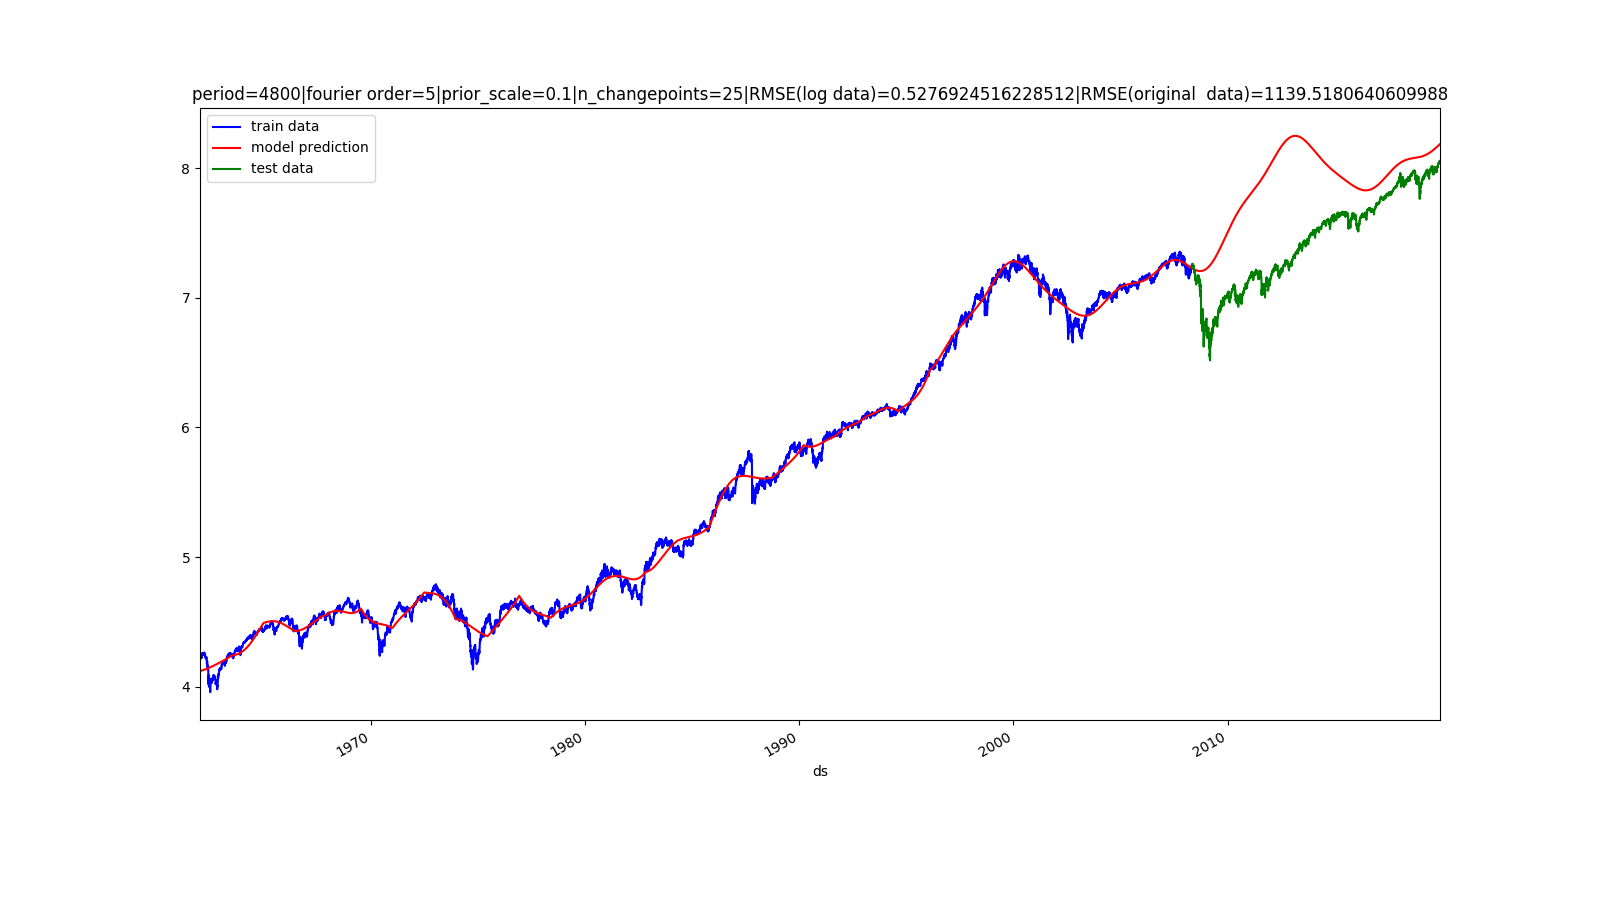 period=4800|fourier order=5|prior_scale=0.1|n_changepoints=25|RMSE(log data)=0.5276924516228512|RMSE(original  data)=1139.5180640609988
train data
model prediction
test data
8
7
6
5
4
1970
1980
1990
2000
2010
ds